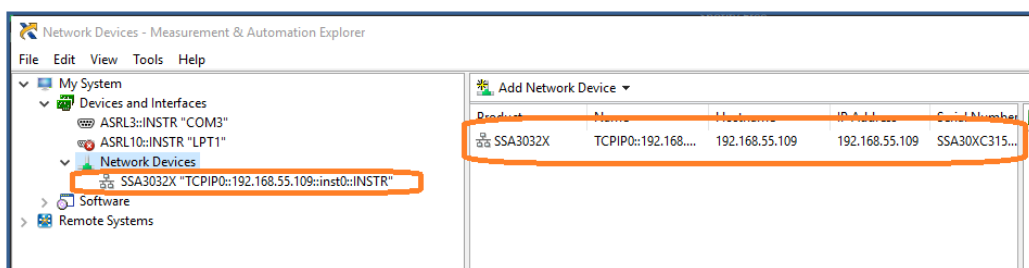 Network Devices - Measurement & Automation Explorer
File Edit View Tools Help
My System
Devices and Interfaces
ASRL3::INSTR "COM3"
ASRL10::INSTR "LPT1"
Network Devices
SSA3032X "TCPIP0::192.168.55.109::inst0::INSTR"
Software
Remote Systems
Add Network Device
Product Name Hostname IP Address Serial Number
SSA3032X TCPIP0::192.168.... 192.168.55.109 192.168.55.109 SSA30XC315...